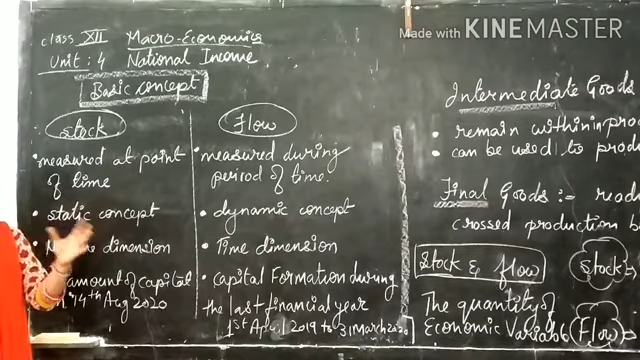 Made with KINEMASTER
Class XII Macro-Economics
Unit : 4 National Income
Basic concept
Stock
• measured at point
of time
• static concept
dimension
amount of capital
14th Aug 2020
Flow
• measured during
period of time.
• dynamic concept
• Time dimension
• Capital Formation during
the last financial year
1st April 2019 to 31 March 2020
Intermediate Goods
• remain within
• can be used to
Final Goods :-
crossed production
Stock & flow
Stock
The quantity of
Economic Variable
Flow =